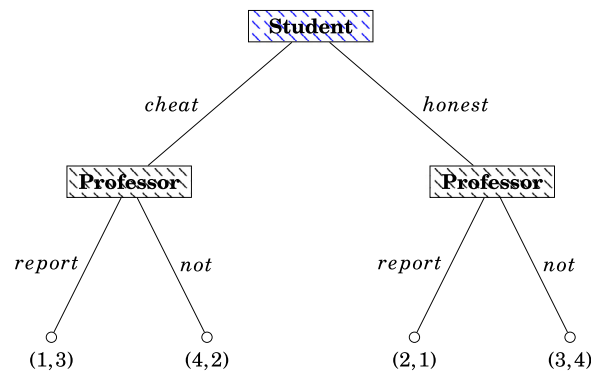 Student
cheat honest
Professor Professor
report not report not
(1,3) (4,2) (2,1) (3,4)